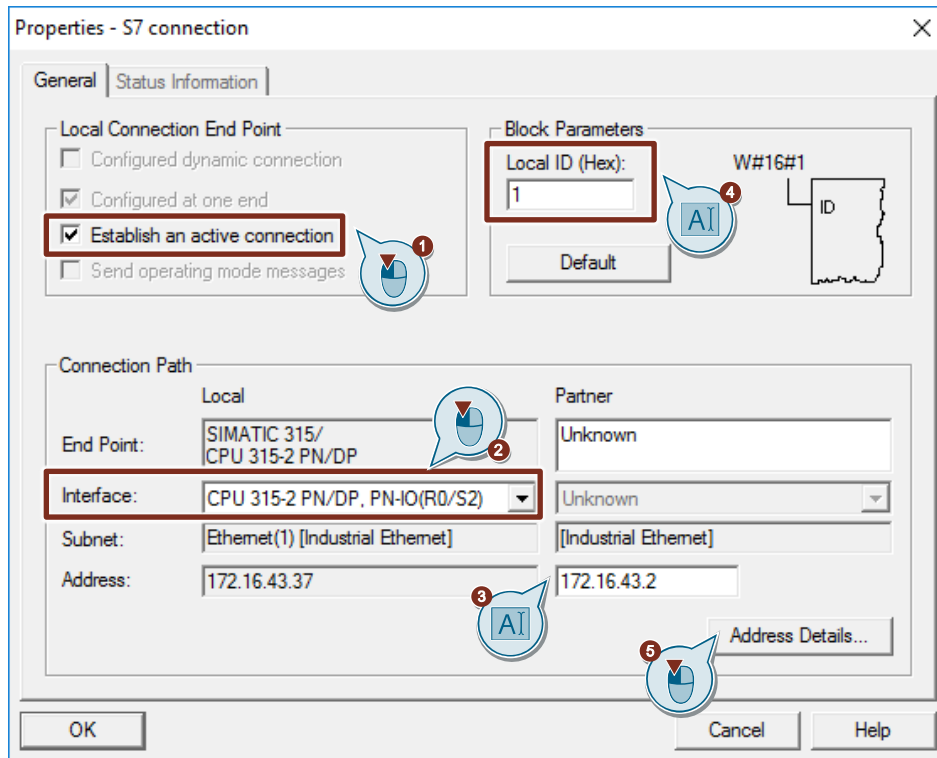 Properties - S7 connection
General
Status Information
Local Connection End Point
Configured dynamic connection
Configured at one end
Establish an active connection
Send operating mode messages
1
Block Parameters
Local ID (Hex):
1
Default
W#16#1
ID
A
4
Connection Path
Local
Partner
End Point:
SIMATIC 315/
CPU 315-2 PN/DP
Unknown
2
Interface:
CPU 315-2 PN/DP, PN-IO(R0/S2)
Unknown
Subnet:
Ethernet(1) [Industrial Ethernet]
[Industrial Ethernet]
Address:
172.16.43.37
172.16.43.2
3
A
Address Details...
5
OK
Cancel
Help